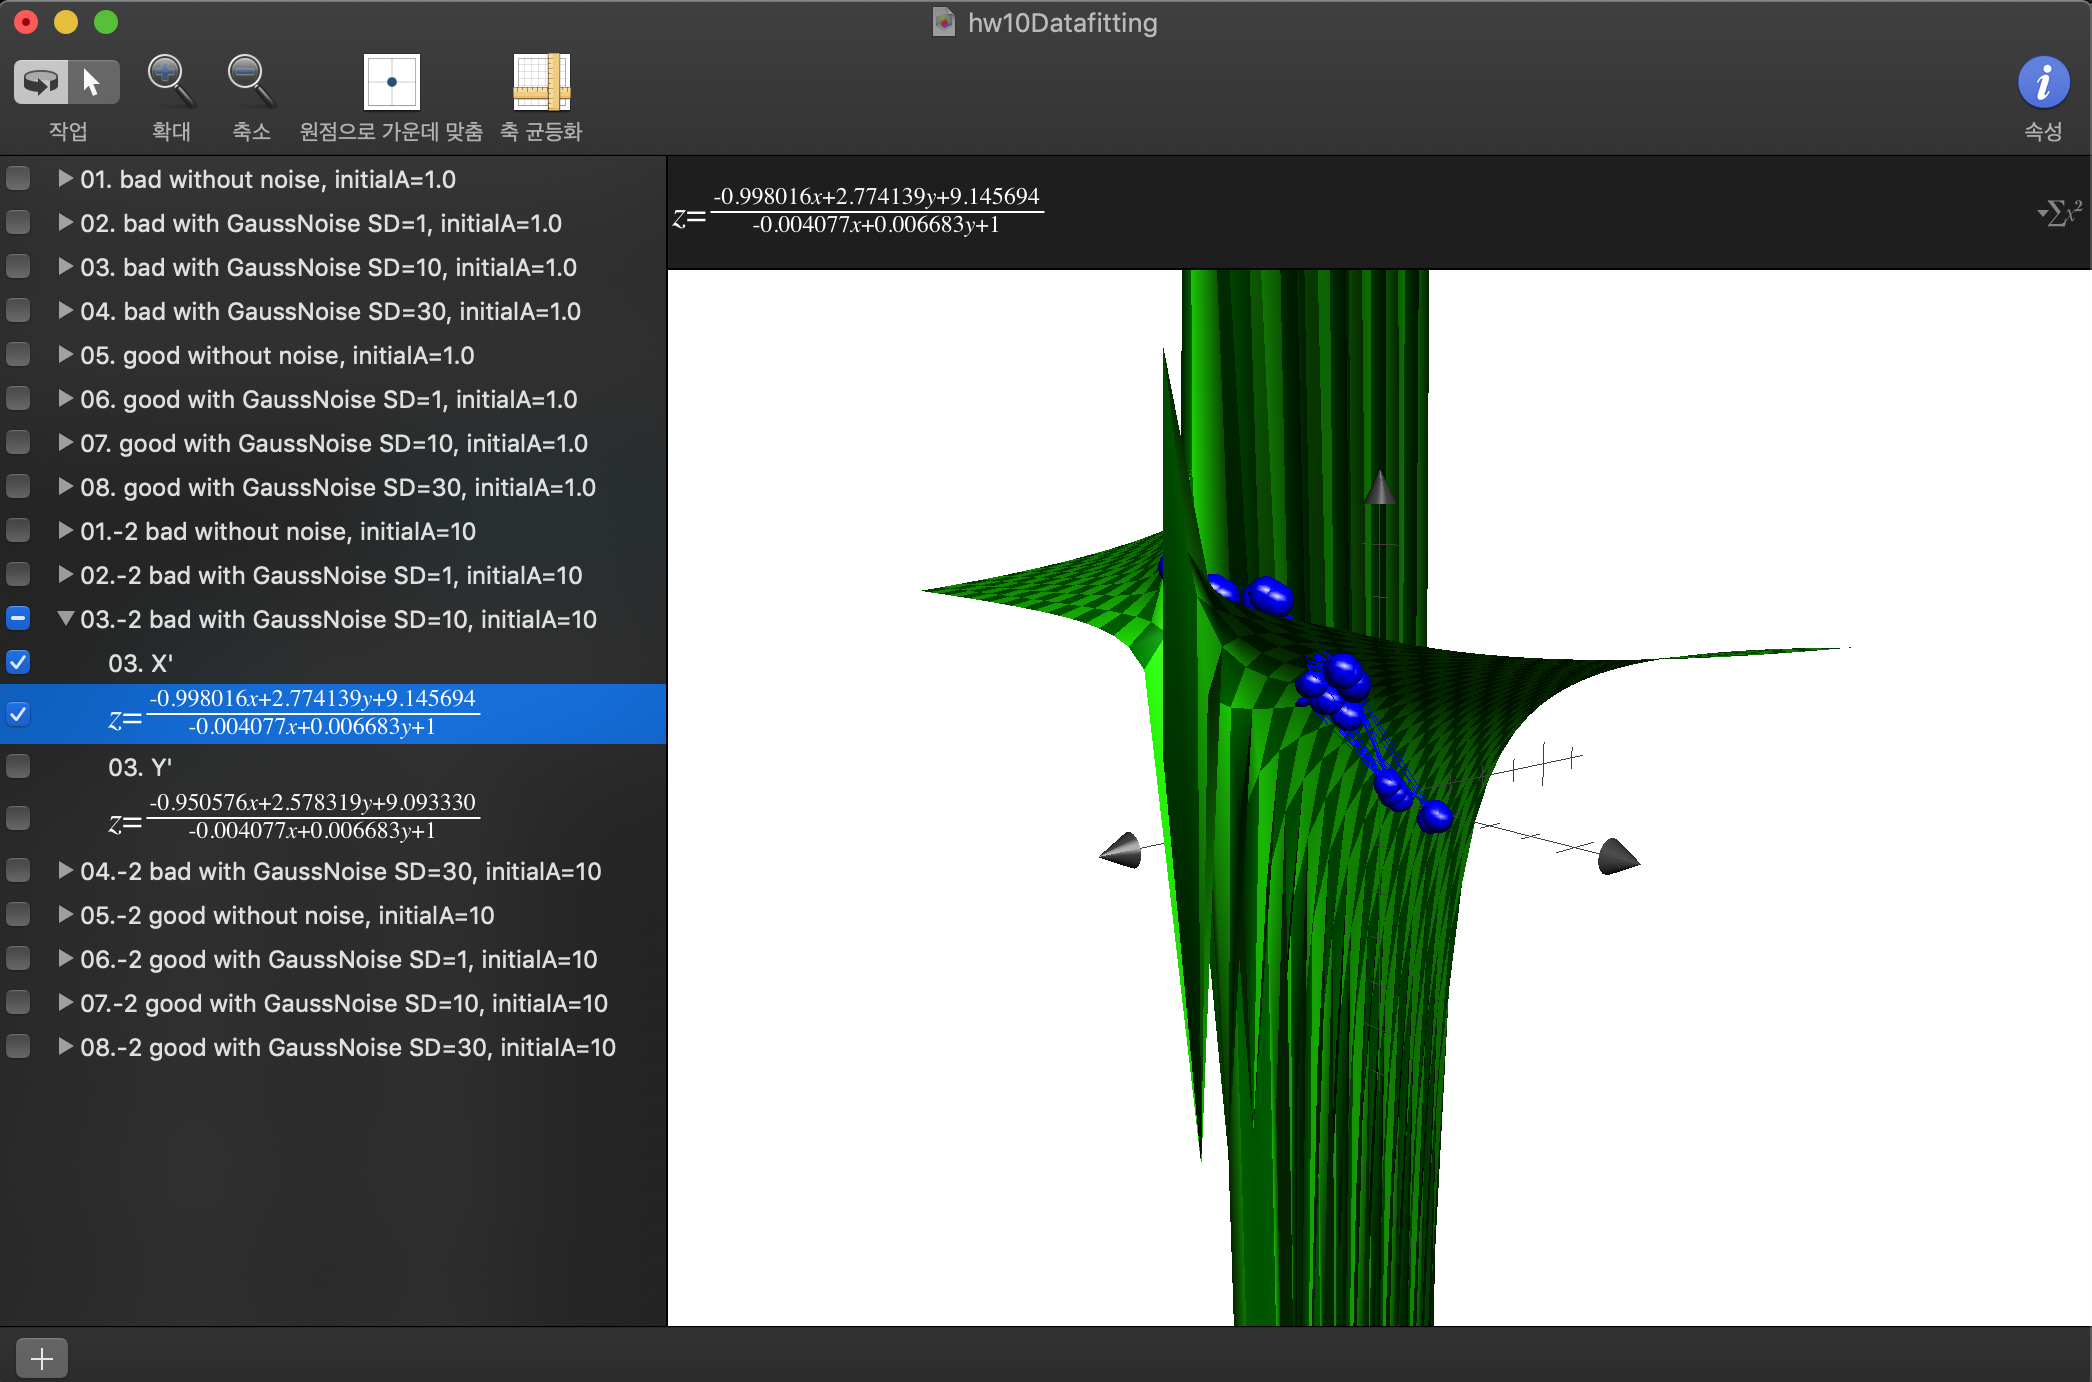 hw10Datafitting
작업 확대 축소 원점으로 가운데 맞춤 축 균등화 속성
01. bad without noise, initialA=1.0
02. bad with GaussNoise SD=1, initialA=1.0
03. bad with GaussNoise SD=10, initialA=1.0
04. bad with GaussNoise SD=30, initialA=1.0
05. good without noise, initialA=1.0
06. good with GaussNoise SD=1, initialA=1.0
07. good with GaussNoise SD=10, initialA=1.0
08. good with GaussNoise SD=30, initialA=1.0
01.-2 bad without noise, initialA=10
02.-2 bad with GaussNoise SD=1, initialA=10
03.-2 bad with GaussNoise SD=10, initialA=10
03. X'
-0.998016x+2.774139y+9.145694
z=
-0.004077x+0.006683y+1
03. Y'
-0.950576x+2.578319y+9.093330
z=
-0.004077x+0.006683y+1
04.-2 bad with GaussNoise SD=30, initialA=10
05.-2 good without noise, initialA=10
06.-2 good with GaussNoise SD=1, initialA=10
07.-2 good with GaussNoise SD=10, initialA=10
08.-2 good with GaussNoise SD=30, initialA=10
-0.998016x+2.774139y+9.145694
z=
-0.004077x+0.006683y+1
∑x²